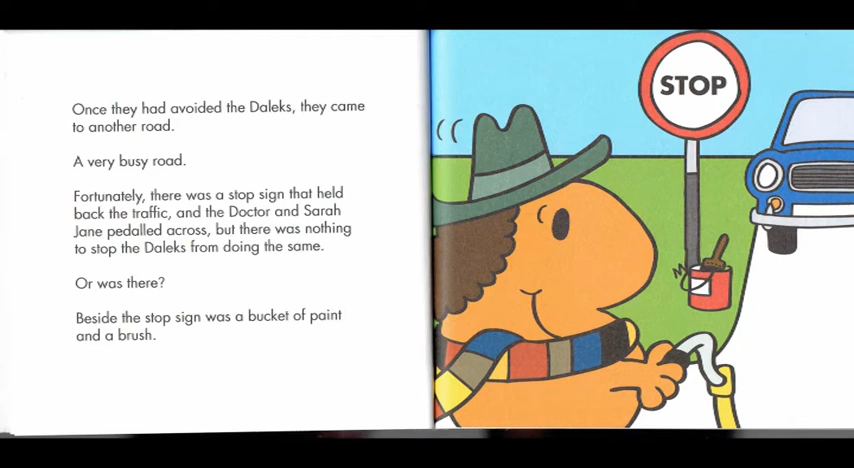 Once they had avoided the Daleks, they came
to another road.
A very busy road.
Fortunately, there was a stop sign that held
back the traffic, and the Doctor and Sarah
Jane pedalled across, but there was nothing
to stop the Daleks from doing the same.
Or was there?
Beside the stop sign was a bucket of paint
and a brush.
STOP